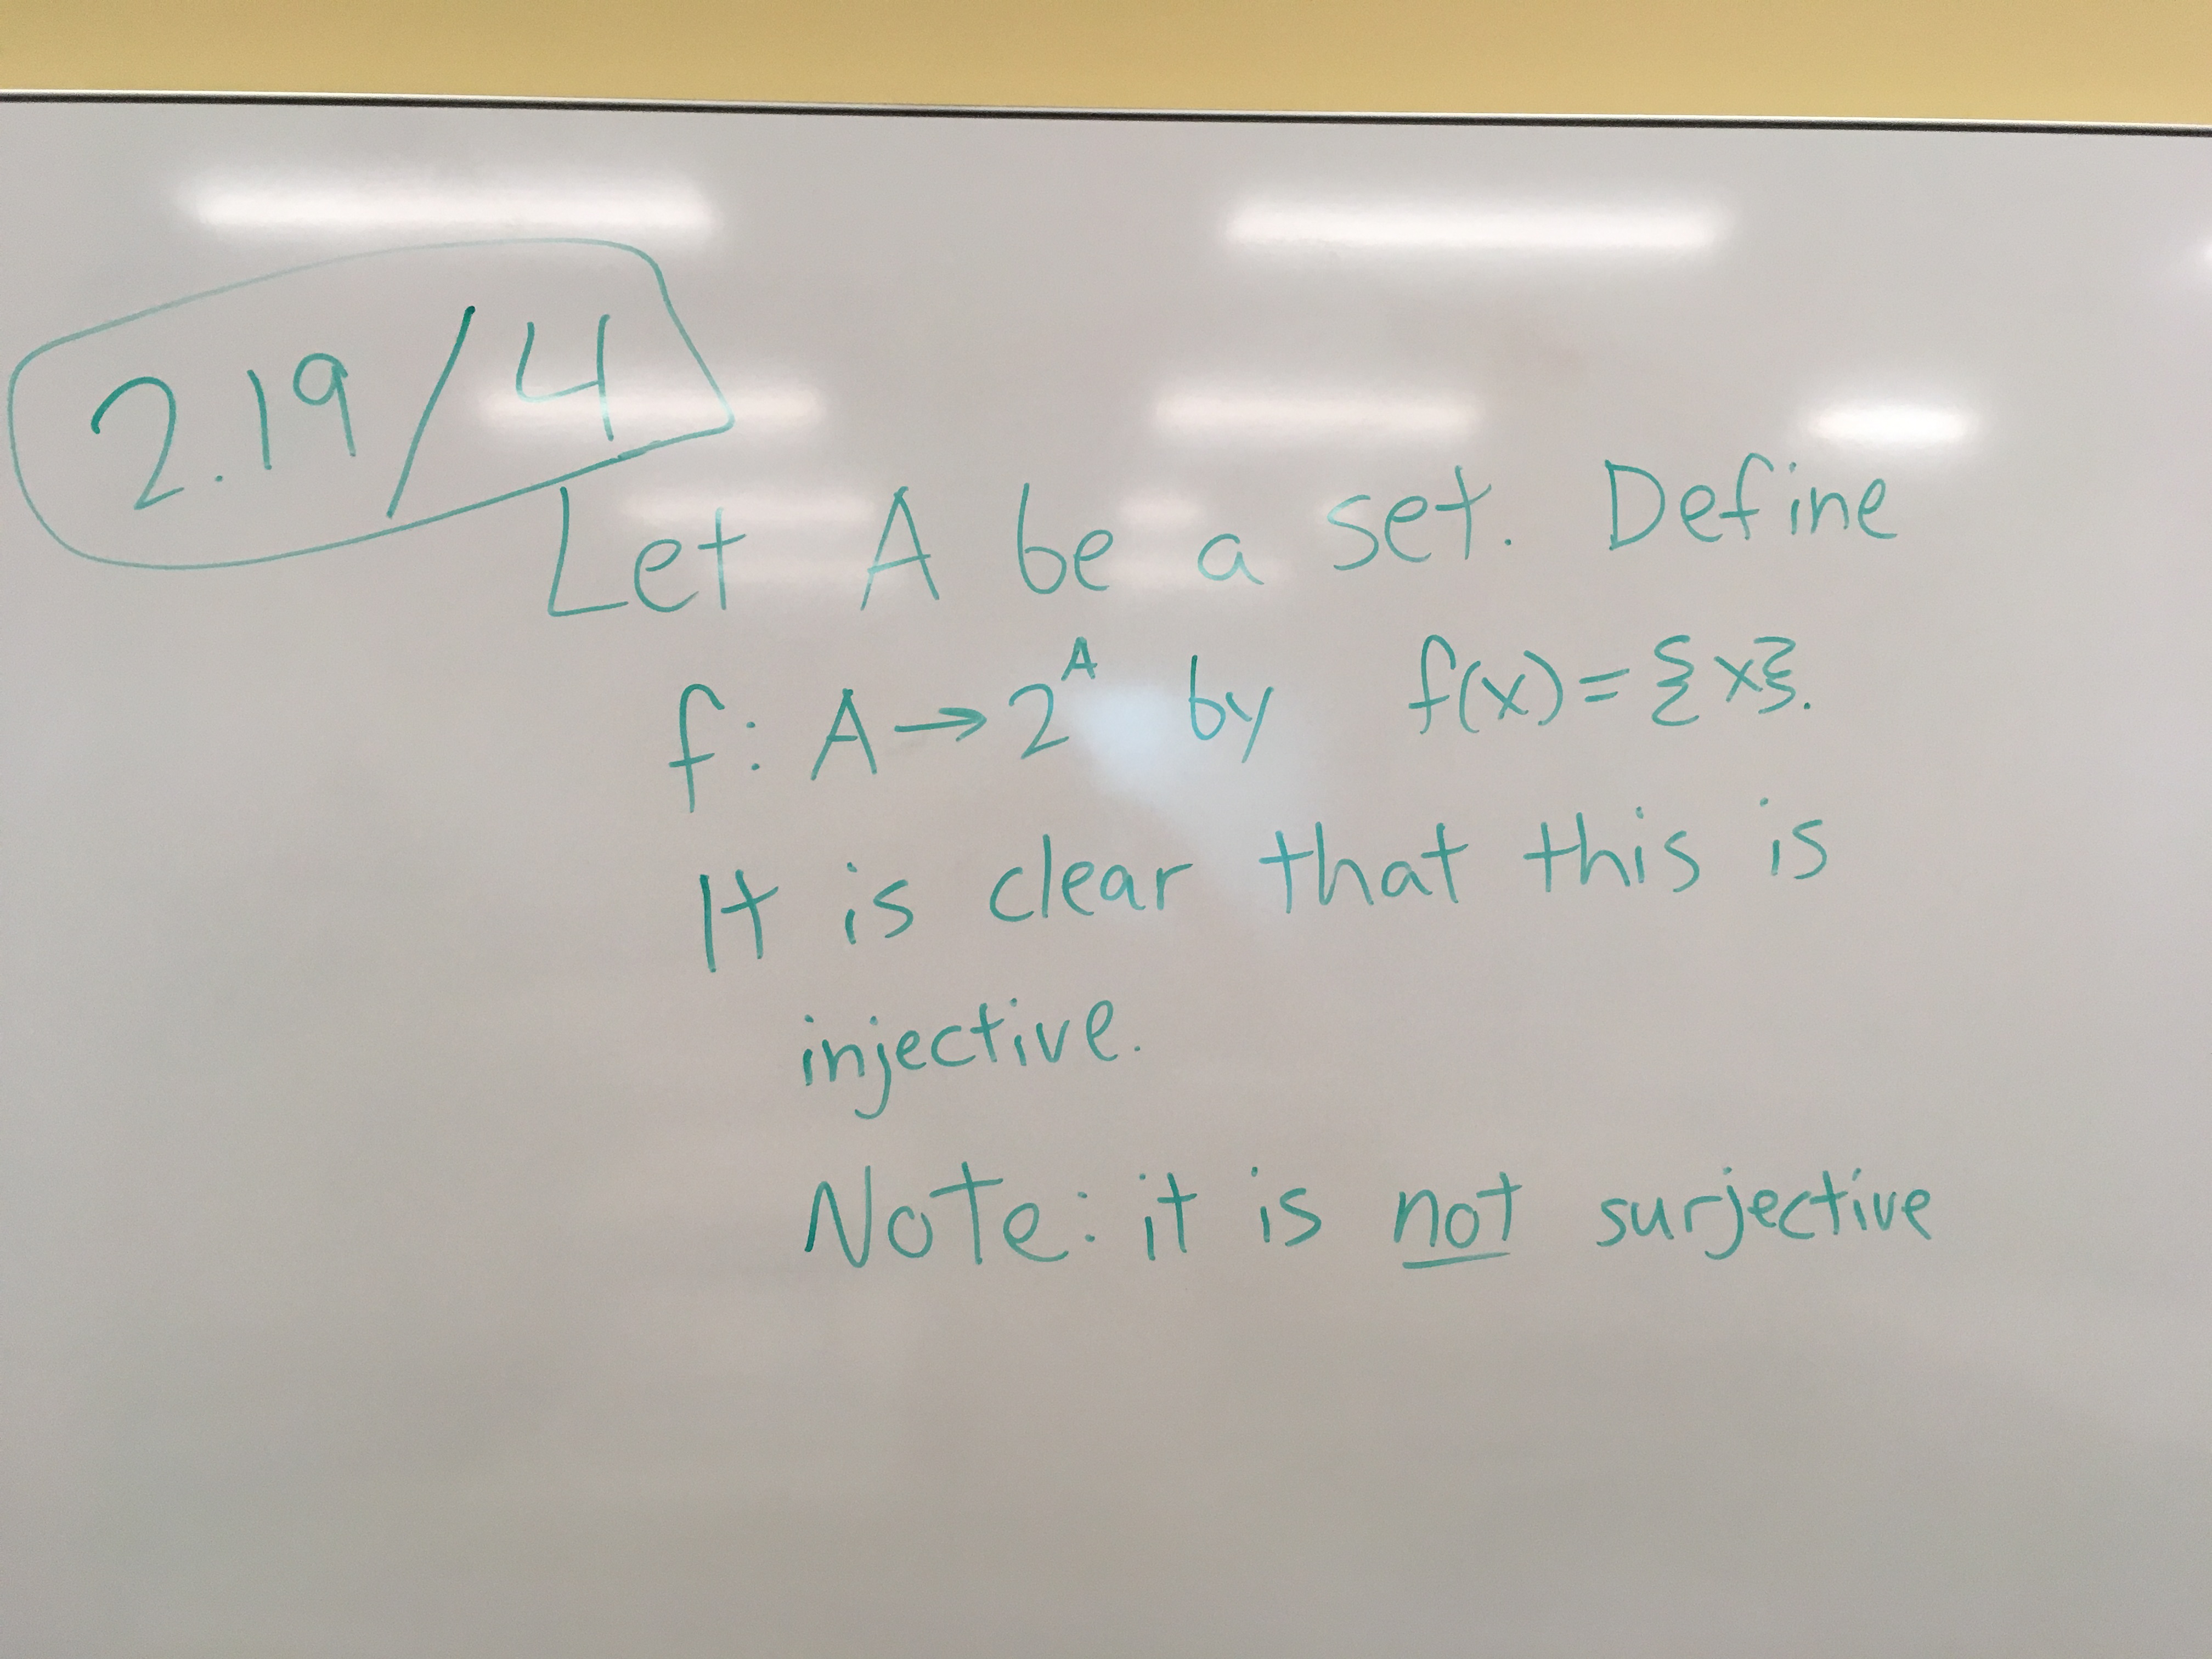 2.19/4
Let A be a set. Define
f: A → 2^A by f(x) = {x}.
It is clear that this is
injective.
Note: it is not surjective